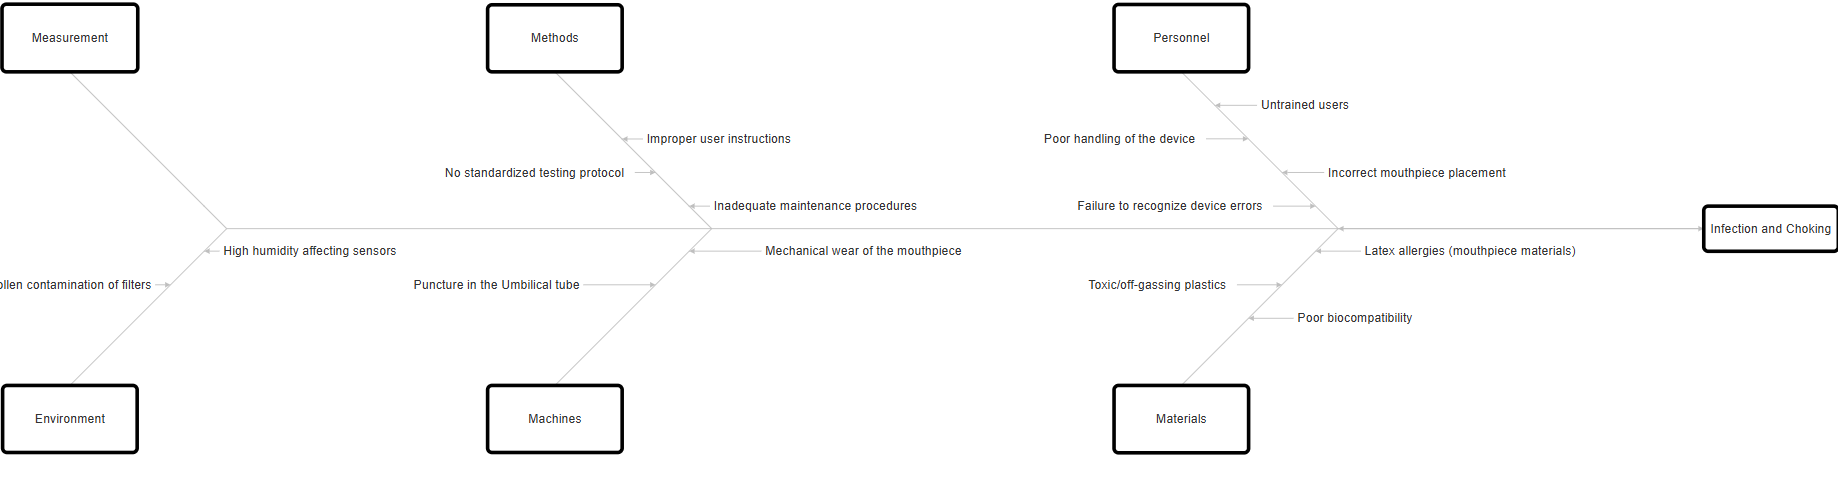 Measurement
Methods
Personnel
Untrained users
Improper user instructions
Poor handling of the device
No standardized testing protocol
Incorrect mouthpiece placement
Inadequate maintenance procedures
Failure to recognize device errors
Infection and Choking
High humidity affecting sensors
Mechanical wear of the mouthpiece
Latex allergies (mouthpiece materials)
contamination of filters
Puncture in the Umbilical tube
Toxic/off-gassing plastics
Poor biocompatibility
Environment
Machines
Materials